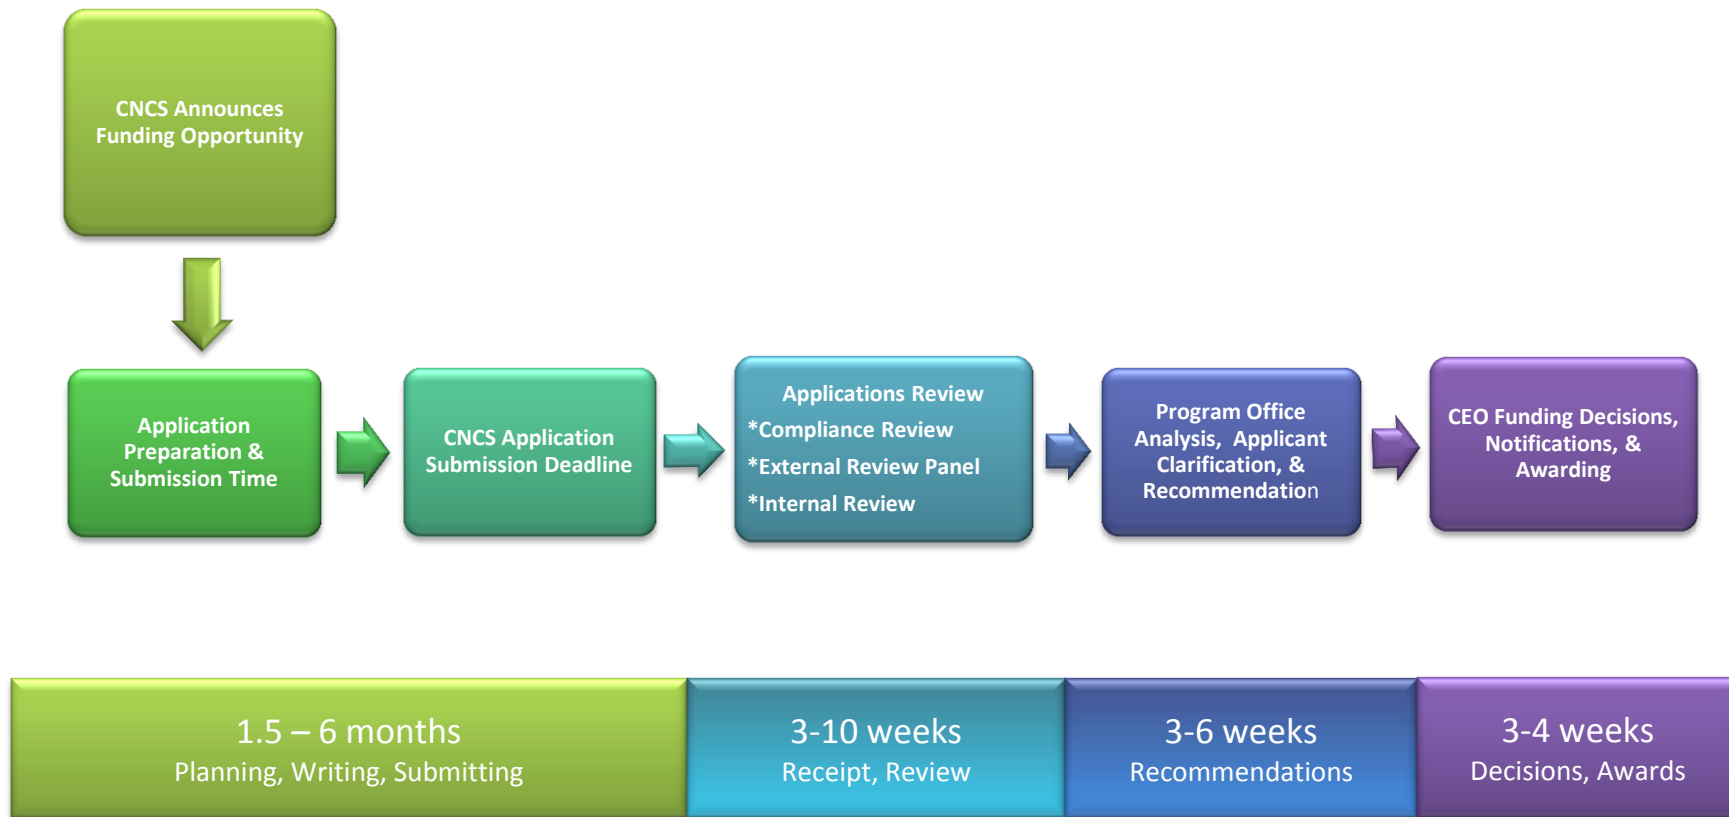 CNCS Announces
Funding Opportunity
Application
Preparation &
Submission Time
CNCS Application
Submission Deadline
Applications Review
*Compliance Review
*External Review Panel
*Internal Review
Program Office
Analysis, Applicant
Clarification, &
Recommendation
CEO Funding Decisions,
Notifications, &
Awarding
1.5 – 6 months
Planning, Writing, Submitting
3-10 weeks
Receipt, Review
3-6 weeks
Recommendations
3-4 weeks
Decisions, Awards